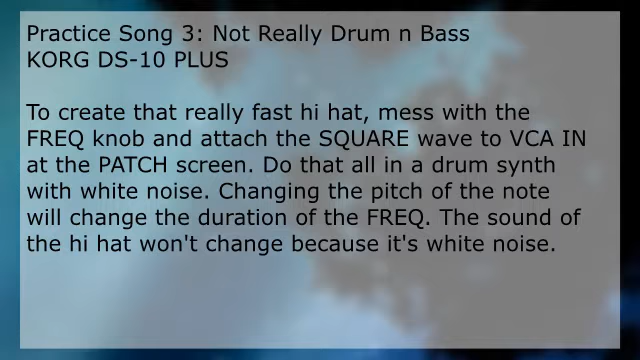 Practice Song 3: Not Really Drum n Bass
KORG DS-10 PLUS
To create that really fast hi hat, mess with the
FREQ knob and attach the SQUARE wave to VCA IN
at the PATCH screen. Do that all in a drum synth
with white noise. Changing the pitch of the note
will change the duration of the FREQ. The sound of
the hi hat won't change because it's white noise.